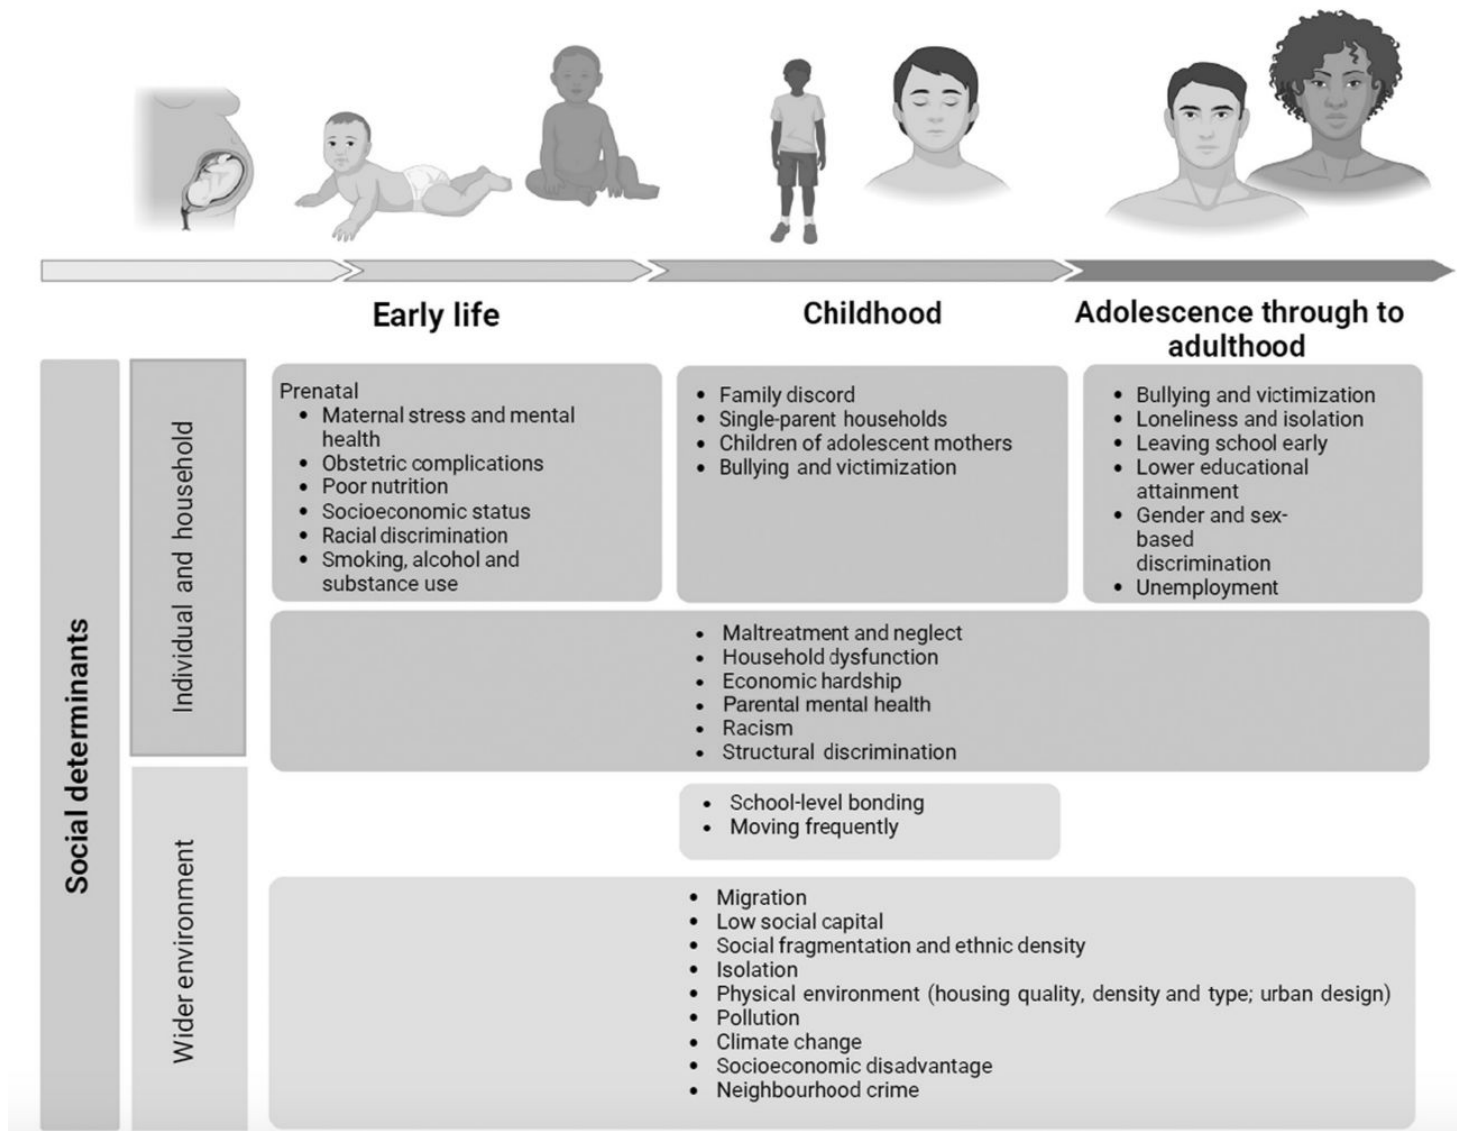 Early life
Childhood
Adolescence through to
adulthood
Social determinants
Individual and household
Prenatal
• Maternal stress and mental
health
• Obstetric complications
• Poor nutrition
• Socioeconomic status
• Racial discrimination
• Smoking, alcohol and
substance use
• Family discord
• Single-parent households
• Children of adolescent mothers
• Bullying and victimization
• Bullying and victimization
• Loneliness and isolation
• Leaving school early
• Lower educational
attainment
• Gender and sex-
based
discrimination
• Unemployment
• Maltreatment and neglect
• Household dysfunction
• Economic hardship
• Parental mental health
• Racism
• Structural discrimination
Wider environment
• School-level bonding
• Moving frequently
• Migration
• Low social capital
• Social fragmentation and ethnic density
• Isolation
• Physical environment (housing quality, density and type; urban design)
• Pollution
• Climate change
• Socioeconomic disadvantage
• Neighbourhood crime